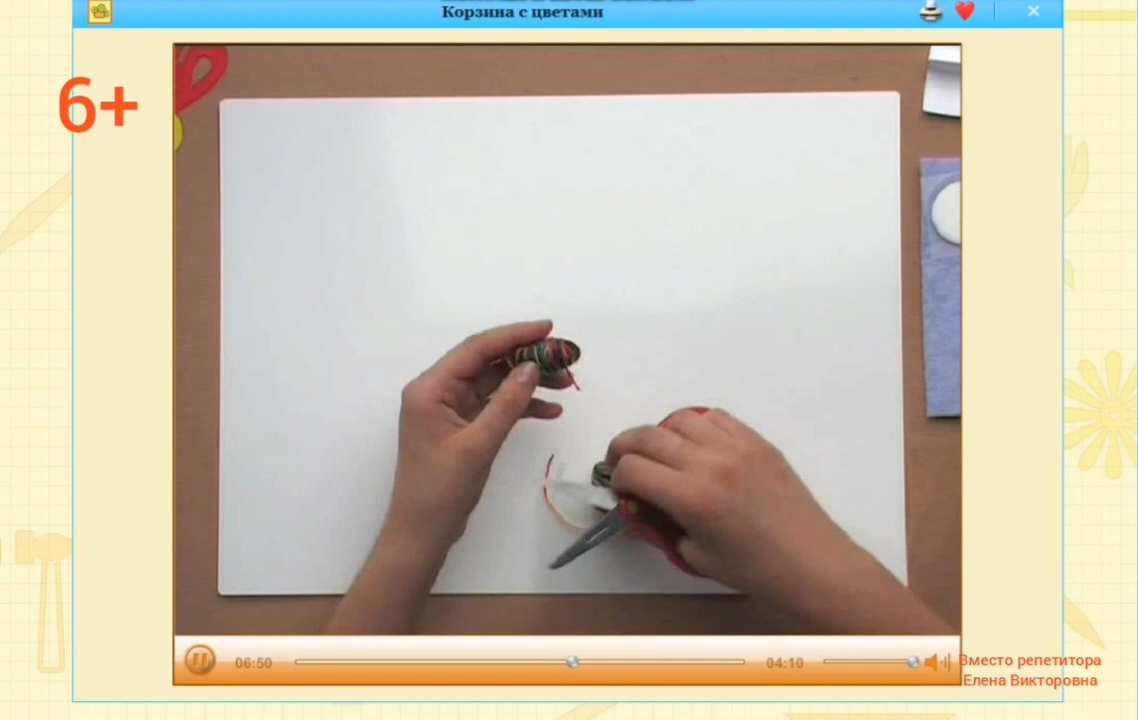 Корзина с цветами
6+
06:50
04:10
Вместо репетитора
Елена Викторовна